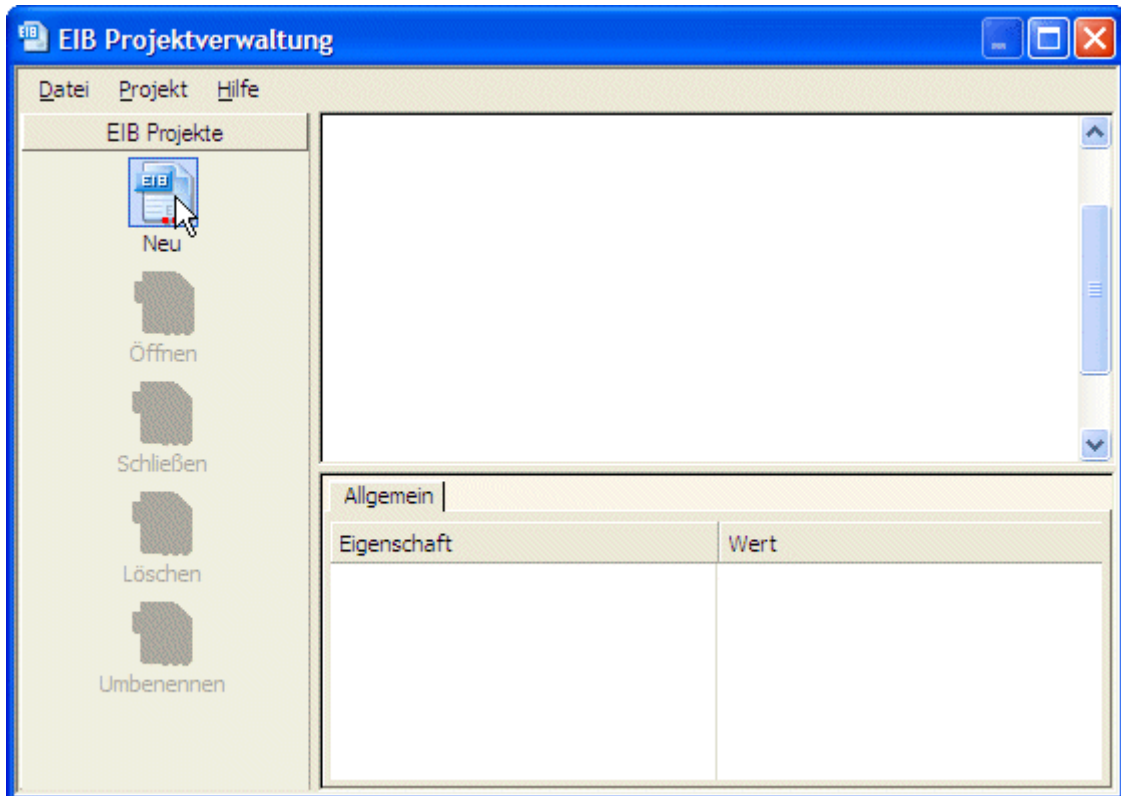 EIB Projektverwaltung
Datei Projekt Hilfe
EIB Projekte
EIB
Neu
Öffnen
Schließen
Löschen
Umbenennen
Allgemein
Eigenschaft Wert